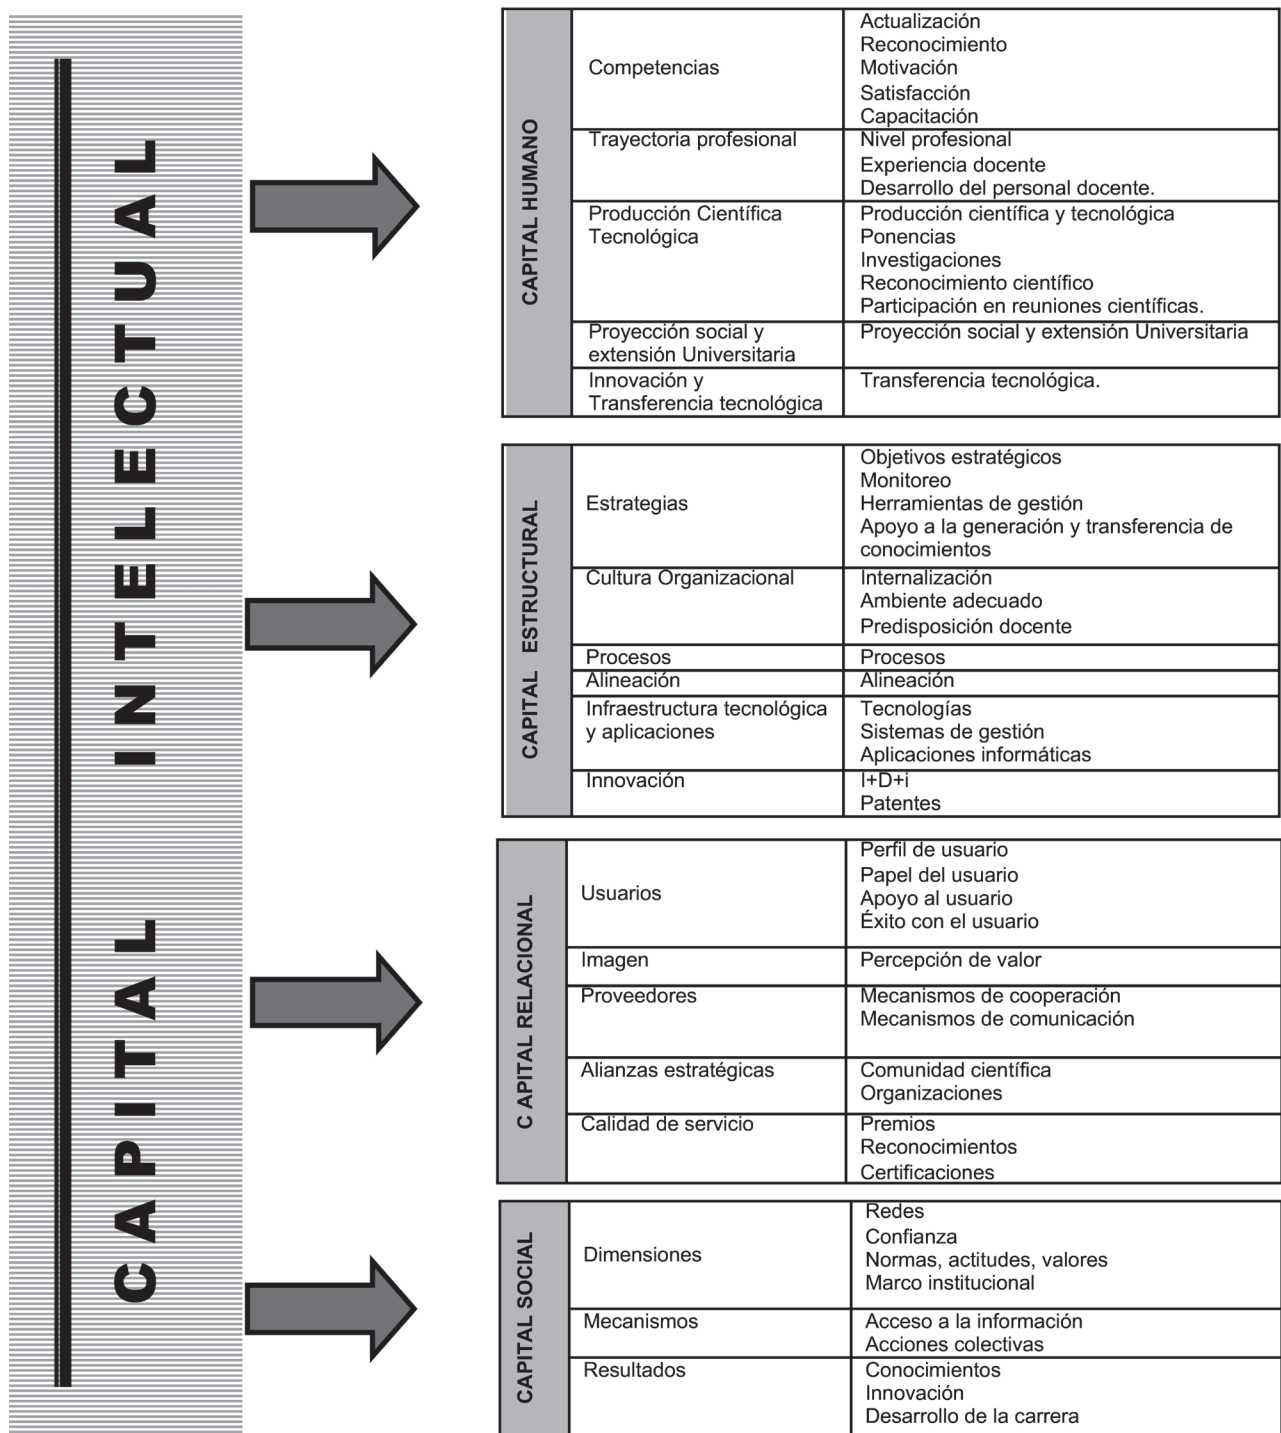 CAPITAL INTELECTUAL
CAPITAL HUMANO
Competencias
Actualización
Reconocimiento
Motivación
Satisfacción
Capacitación
Trayectoria profesional
Nivel profesional
Experiencia docente
Desarrollo del personal docente.
Producción Científica
Tecnológica
Producción científica y tecnológica
Ponencias
Investigaciones
Reconocimiento científico
Participación en reuniones científicas.
Proyección social y
extensión Universitaria
Proyección social y extensión Universitaria
Innovación y
Transferencia tecnológica
Transferencia tecnológica.
CAPITAL ESTRUCTURAL
Estrategias
Objetivos estratégicos
Monitoreo
Herramientas de gestión
Apoyo a la generación y transferencia de
conocimientos
Cultura Organizacional
Internalización
Ambiente adecuado
Predisposición docente
Procesos
Procesos
Alineación
Alineación
Infraestructura tecnológica
y aplicaciones
Tecnologías
Sistemas de gestión
Aplicaciones informáticas
Innovación
I+D+i
Patentes
C APITAL RELACIONAL
Usuarios
Perfil de usuario
Papel del usuario
Apoyo al usuario
Éxito con el usuario
Imagen
Percepción de valor
Proveedores
Mecanismos de cooperación
Mecanismos de comunicación
Alianzas estratégicas
Comunidad científica
Organizaciones
Calidad de servicio
Premios
Reconocimientos
Certificaciones
CAPITAL SOCIAL
Dimensiones
Redes
Confianza
Normas, actitudes, valores
Marco institucional
Mecanismos
Acceso a la información
Acciones colectivas
Resultados
Conocimientos
Innovación
Desarrollo de la carrera